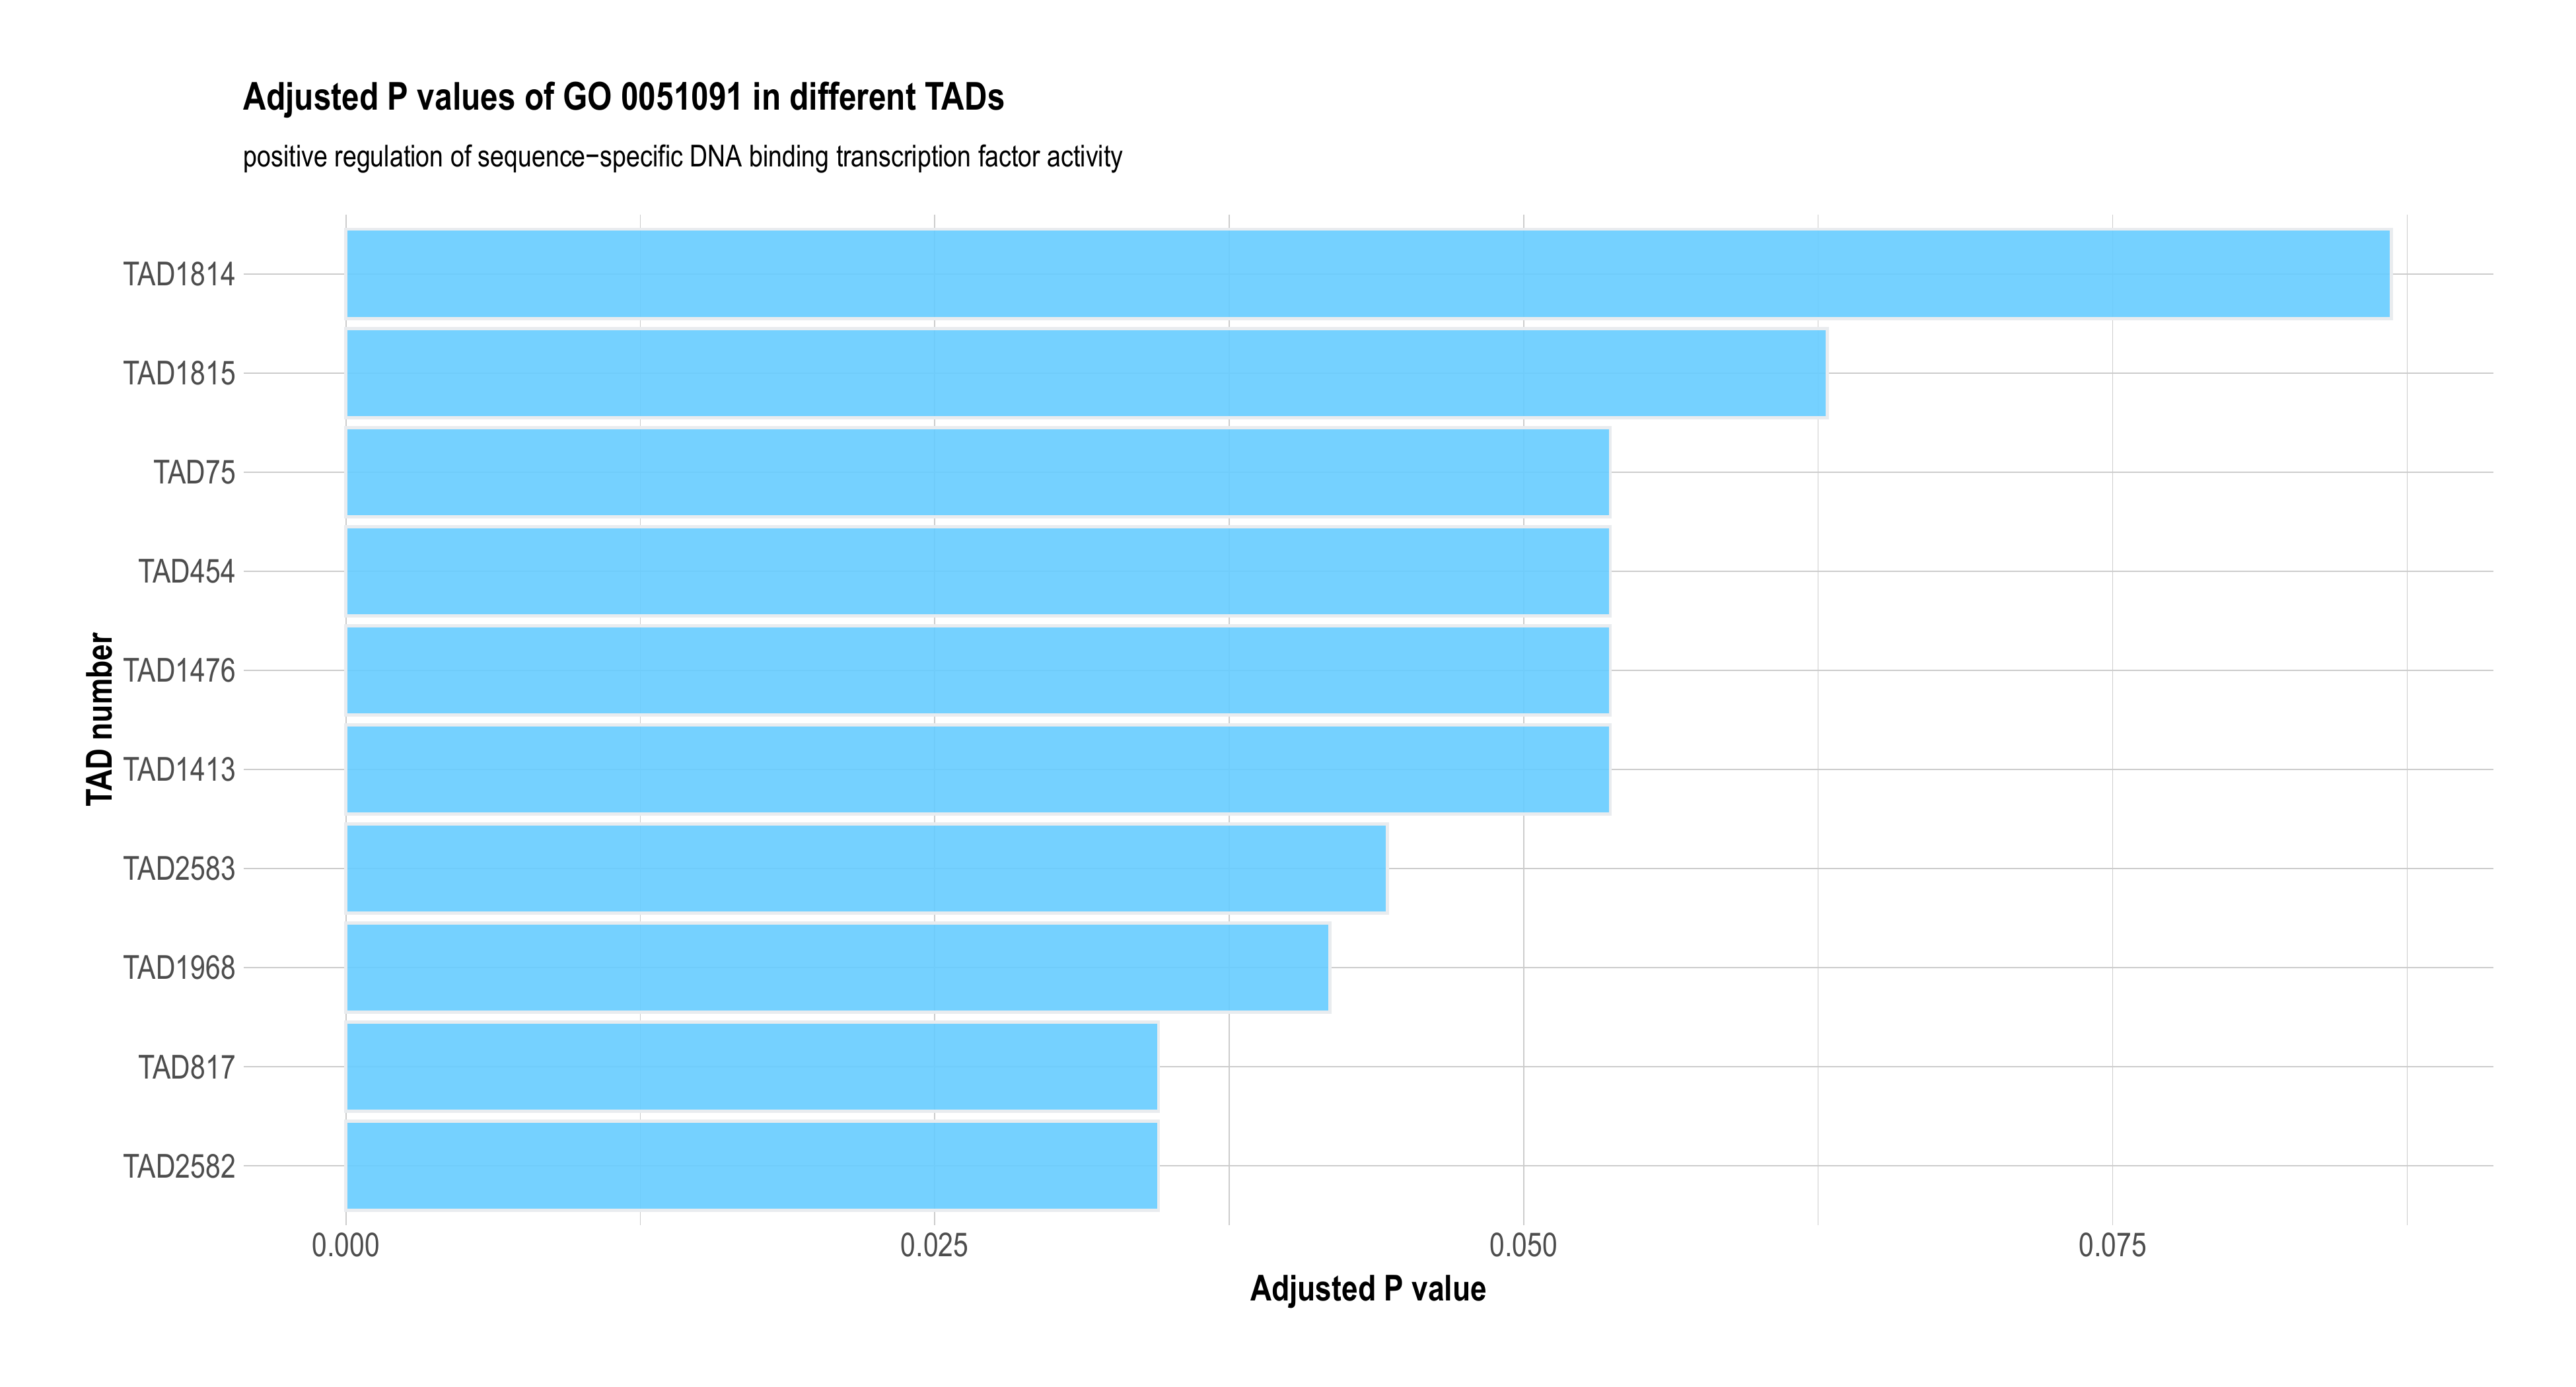 Adjusted P values of GO 0051091 in different TADs
positive regulation of sequence−specific DNA binding transcription factor activity
TAD number
TAD1814
TAD1815
TAD75
TAD454
TAD1476
TAD1413
TAD2583
TAD1968
TAD817
TAD2582
0.000 0.025 0.050 0.075
Adjusted P value